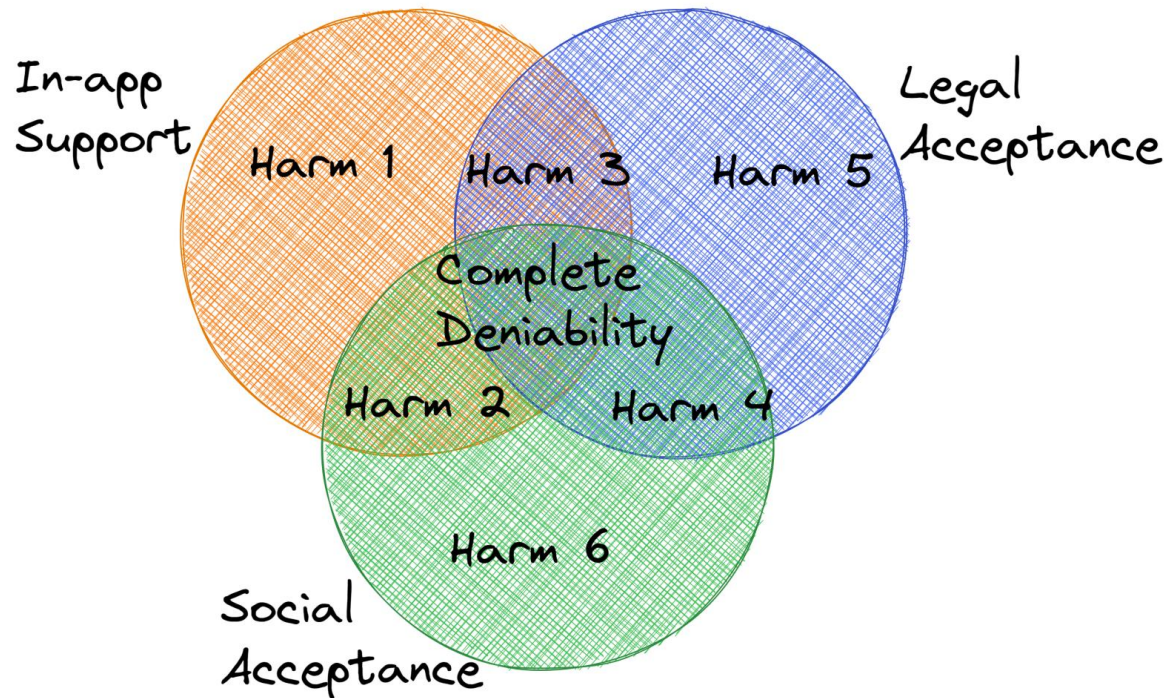 In-app
Support
Legal
Acceptance
Harm 1
Harm 3
Harm 5
Complete
Deniability
Harm 2
Harm 4
Harm 6
Social
Acceptance